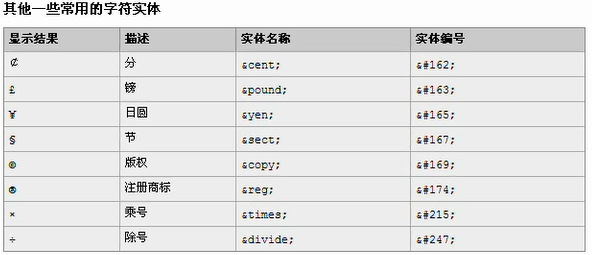 其他一些常用的字符实体
显示结果 描述 实体名称 实体编号
¢ 分 &cent; &#162;
£ 镑 &pound; &#163;
¥ 日圆 &yen; &#165;
§ 节 &sect; &#167;
© 版权 &copy; &#169;
® 注册商标 &reg; &#174;
× 乘号 &times; &#215;
÷ 除号 &divide; &#247;